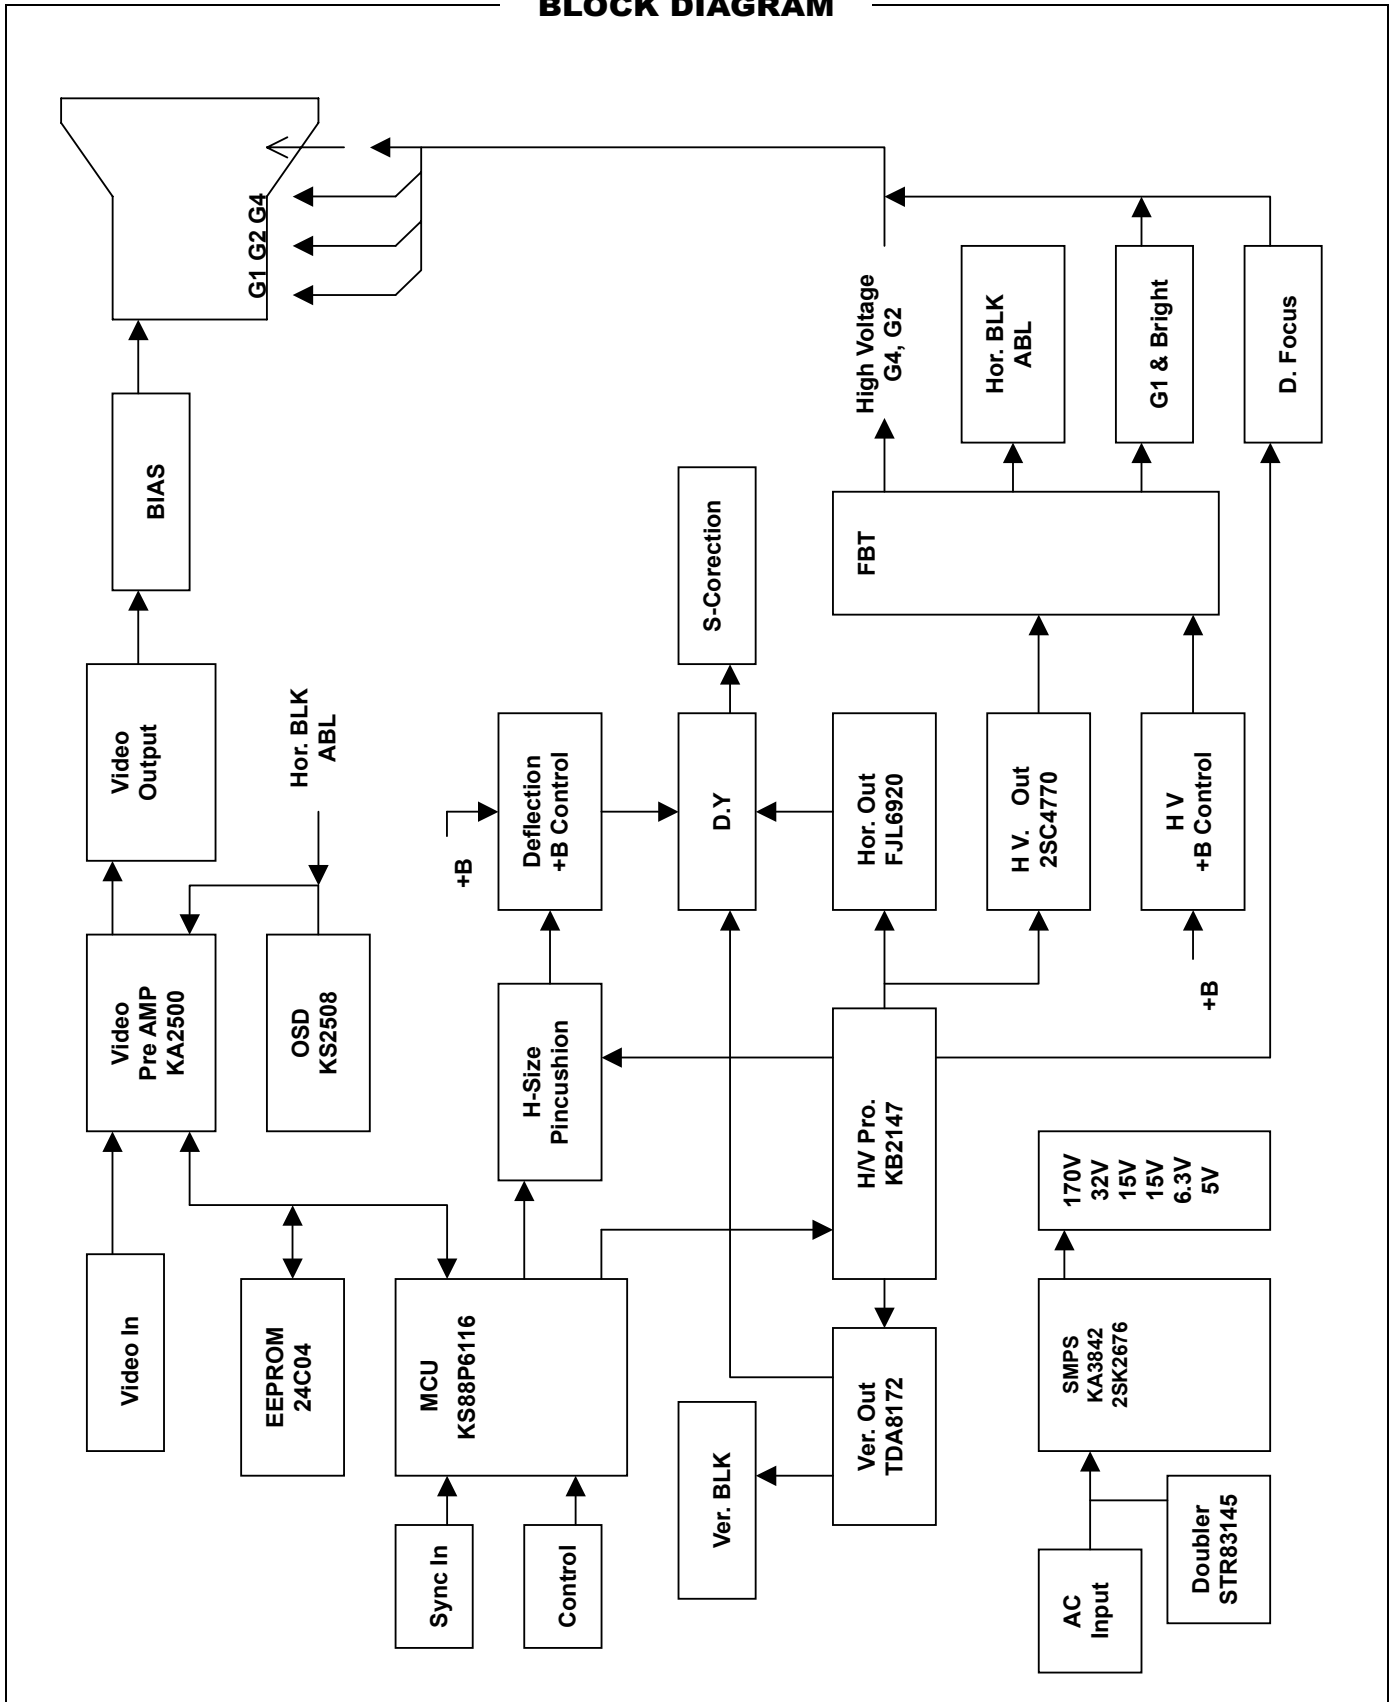 BLOCK DIAGRAM
G1 G2 G4
BIAS
Video
Output
Hor. BLK
ABL
Video
Pre AMP
KA2500
OSD
KS2508
Video In
EEPROM
24C04
MCU
KS88P6116
Sync In
Control
H-Size
Pincushion
+B
Deflection
+B Control
D.Y
S-Corection
Hor. Out
FJL6920
H V. Out
2SC4770
H V
+B Control
+B
H/V Pro.
KB2147
Ver. Out
TDA8172
Ver. BLK
FBT
High Voltage
G4, G2
Hor. BLK
ABL
G1 & Bright
D. Focus
170V
32V
15V
15V
6.3V
5V
SMPS
KA3842
2SK2676
AC
Input
Doubler
STR83145